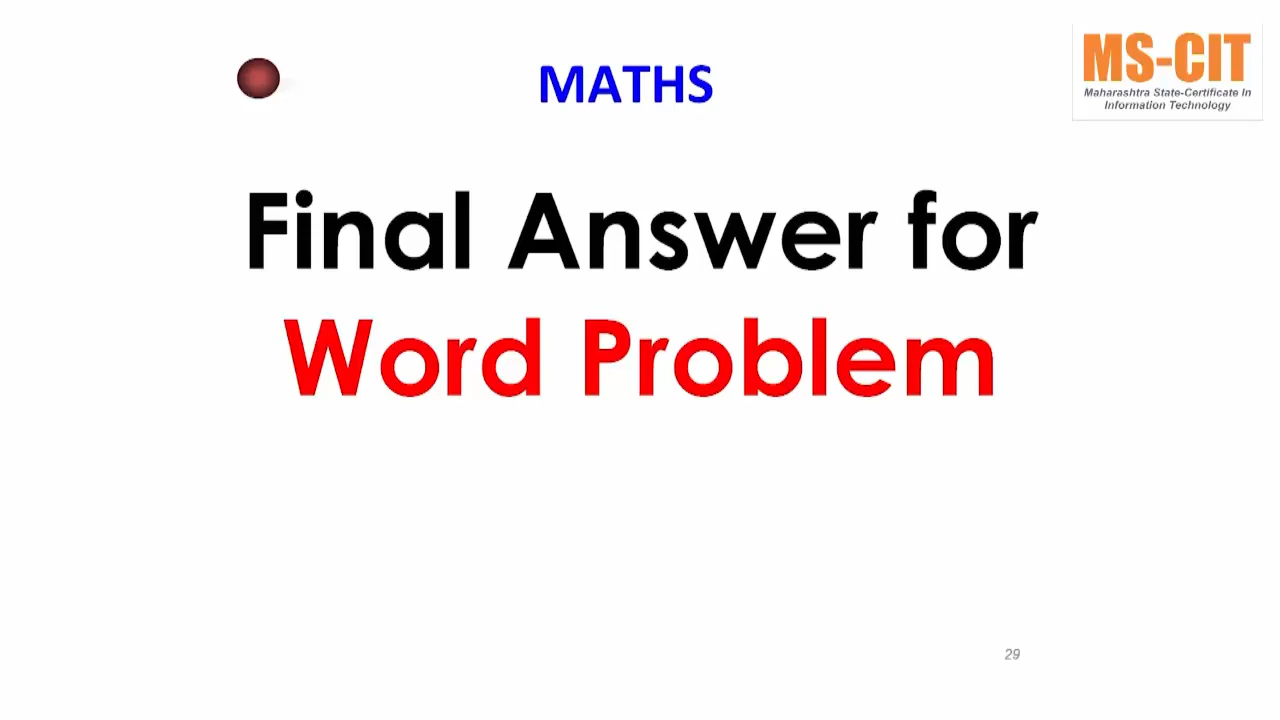 MATHS
MS-CIT
Maharashtra State-Certificate In
Information Technology
Final Answer for
Word Problem
29